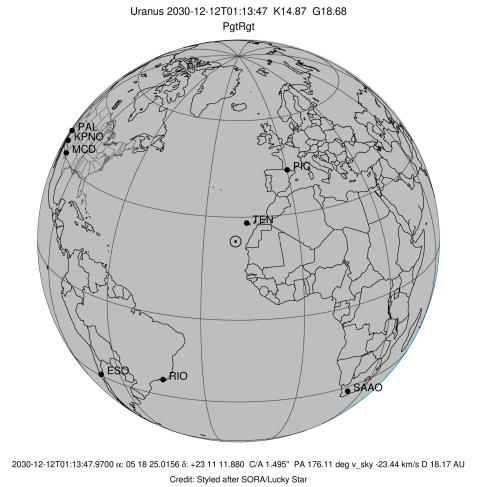 Uranus 2030-12-12T01:13:47 K14.87 G18.68
PgtRgt
PAL
KPNO
MCD
PIC
TEN
ESO
RIO
SAAO
2030-12-12T01:13:47.9700 α: 05 18 25.0156 δ: +23 11 11.880 C/A 1.495" PA 176.11 deg v_sky -23.44 km/s D 18.17 AU
Credit: Styled after SORA/Lucky Star